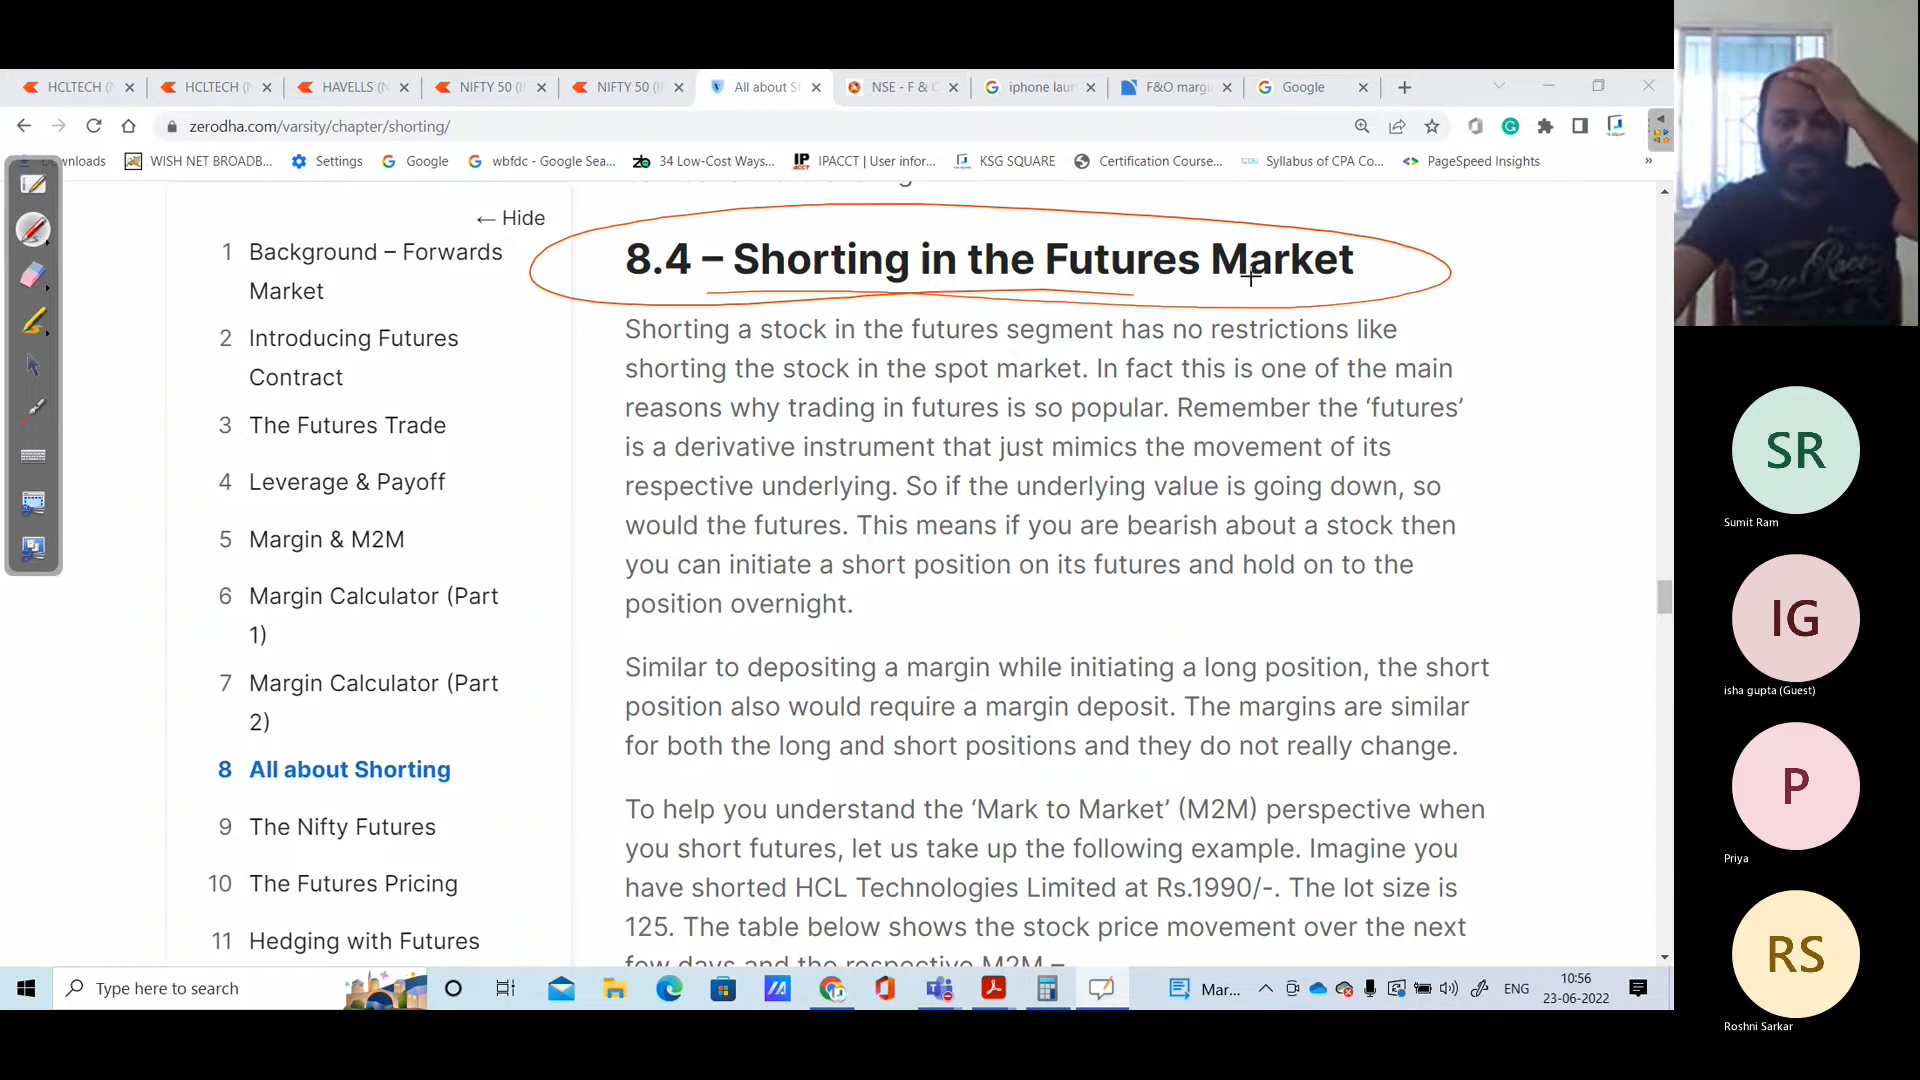 HCLTECH (N
HCLTECH (N
HAVELLS (N
NIFTY 50 (I
NIFTY 50 (I
All about S
NSE - F & O
iphone lau
F&O marg
Google
zerodha.com/varsity/chapter/shorting/
Downloads
WISH NET BROADB...
Settings
Google
wbfdc - Google Sea...
34 Low-Cost Ways...
IPACCT | User infor...
KSG SQUARE
Certification Course...
Syllabus of CPA Co...
PageSpeed Insights
»
← Hide
1 Background – Forwards
Market
2 Introducing Futures
Contract
3 The Futures Trade
4 Leverage & Payoff
5 Margin & M2M
6 Margin Calculator (Part
1)
7 Margin Calculator (Part
2)
8 All about Shorting
9 The Nifty Futures
10 The Futures Pricing
11 Hedging with Futures
8.4 – Shorting in the Futures Market
Shorting a stock in the futures segment has no restrictions like
shorting the stock in the spot market. In fact this is one of the main
reasons why trading in futures is so popular. Remember the ‘futures’
is a derivative instrument that just mimics the movement of its
respective underlying. So if the underlying value is going down, so
would the futures. This means if you are bearish about a stock then
you can initiate a short position on its futures and hold on to the
position overnight.
Similar to depositing a margin while initiating a long position, the short
position also would require a margin deposit. The margins are similar
for both the long and short positions and they do not really change.
To help you understand the ‘Mark to Market’ (M2M) perspective when
you short futures, let us take up the following example. Imagine you
have shorted HCL Technologies Limited at Rs.1990/-. The lot size is
125. The table below shows the stock price movement over the next
few days and the respective M2M –
Type here to search
Mar...
ENG
10:56
23-06-2022
SR
Sumit Ram
IG
isha gupta (Guest)
P
Priya
RS
Roshni Sarkar